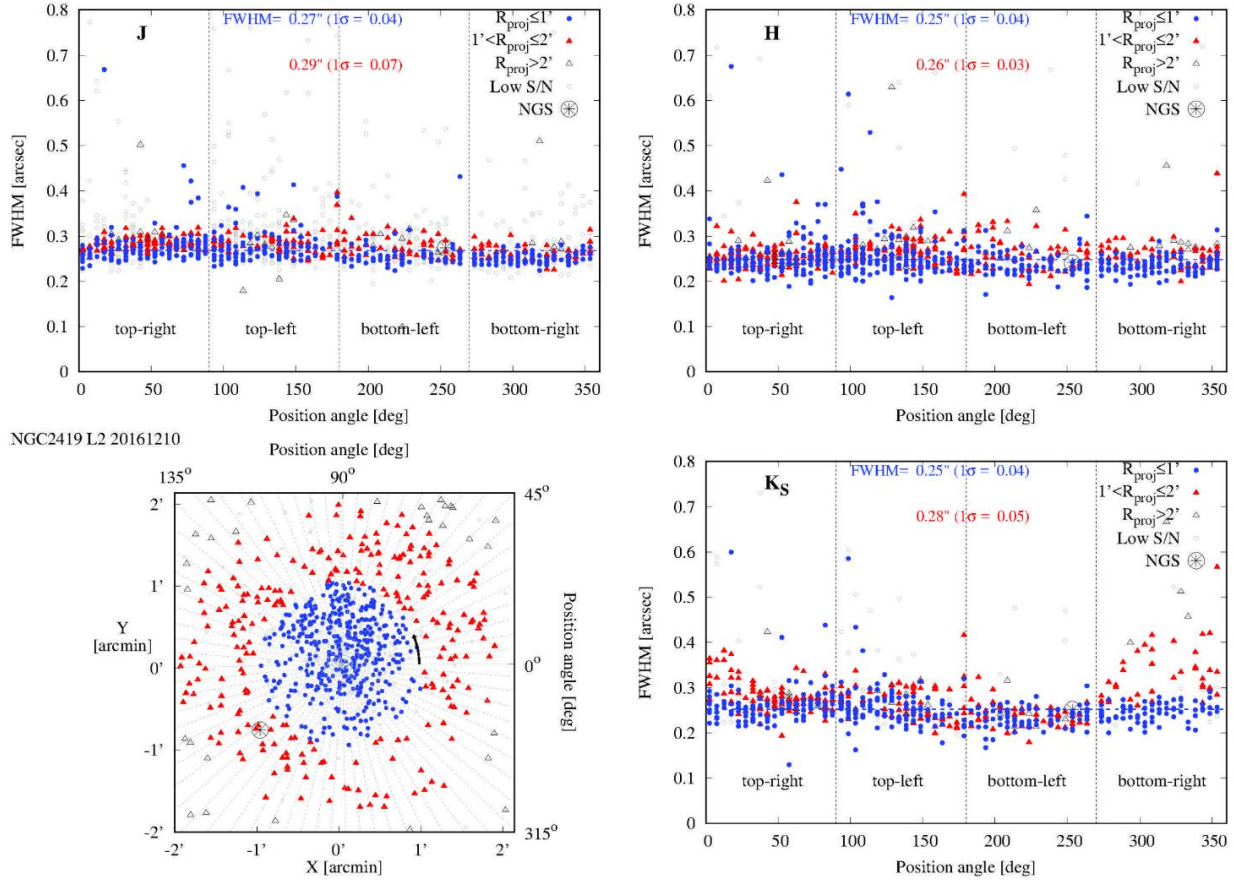 J
FWHM= 0.27" (1σ = 0.04)
0.29" (1σ = 0.07)
R_proj≤1'
1'<R_proj≤2'
R_proj>2'
Low S/N
NGS
FWHM [arcsec]
0.8
0.7
0.6
0.5
0.4
0.3
0.2
0.1
0
top-right
top-left
bottom-left
bottom-right
0 50 100 150 200 250 300 350
Position angle [deg]
H
FWHM= 0.25" (1σ = 0.04)
0.26" (1σ = 0.03)
R_proj≤1'
1'<R_proj≤2'
R_proj>2'
Low S/N
NGS
FWHM [arcsec]
0.8
0.7
0.6
0.5
0.4
0.3
0.2
0.1
0
top-right
top-left
bottom-left
bottom-right
0 50 100 150 200 250 300 350
Position angle [deg]
NGC2419 L2 20161210
Position angle [deg]
135°
90°
45°
2'
1'
0'
-1'
-2'
Y
[arcmin]
0°
Position angle [deg]
315°
-2' -1' 0' 1' 2'
X [arcmin]
K_S
FWHM= 0.25" (1σ = 0.04)
0.28" (1σ = 0.05)
R_proj≤1'
1'<R_proj≤2'
R_proj>2'
Low S/N
NGS
FWHM [arcsec]
0.8
0.7
0.6
0.5
0.4
0.3
0.2
0.1
0
top-right
top-left
bottom-left
bottom-right
0 50 100 150 200 250 300 350
Position angle [deg]